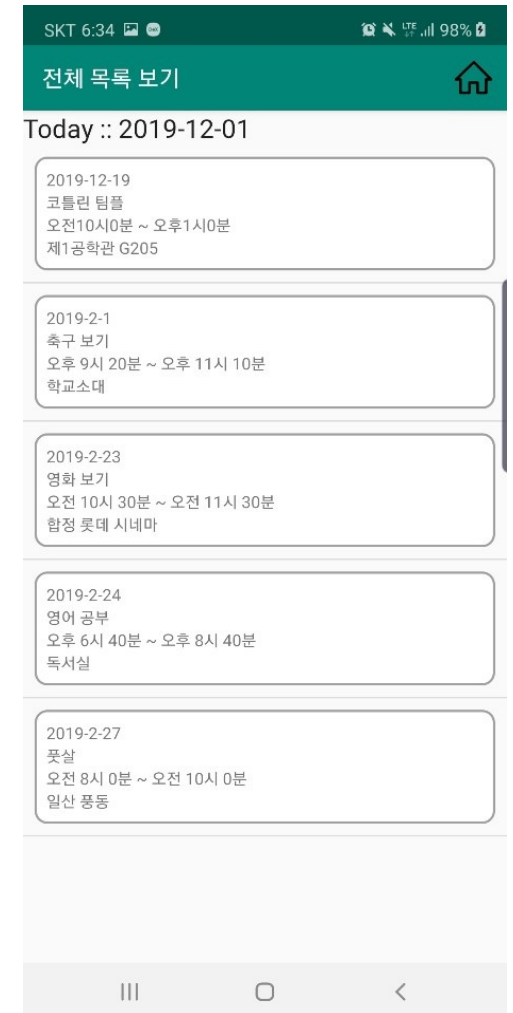 SKT 6:34
LTE 98%
전체 목록 보기
Today :: 2019-12-01
2019-12-19
코틀린 팀플
오전10시0분 ~ 오후1시0분
제1공학관 G205
2019-2-1
축구 보기
오후 9시 20분 ~ 오후 11시 10분
학교소대
2019-2-23
영화 보기
오전 10시 30분 ~ 오전 11시 30분
합정 롯데 시네마
2019-2-24
영어 공부
오후 6시 40분 ~ 오후 8시 40분
독서실
2019-2-27
풋살
오전 8시 0분 ~ 오전 10시 0분
일산 풍동